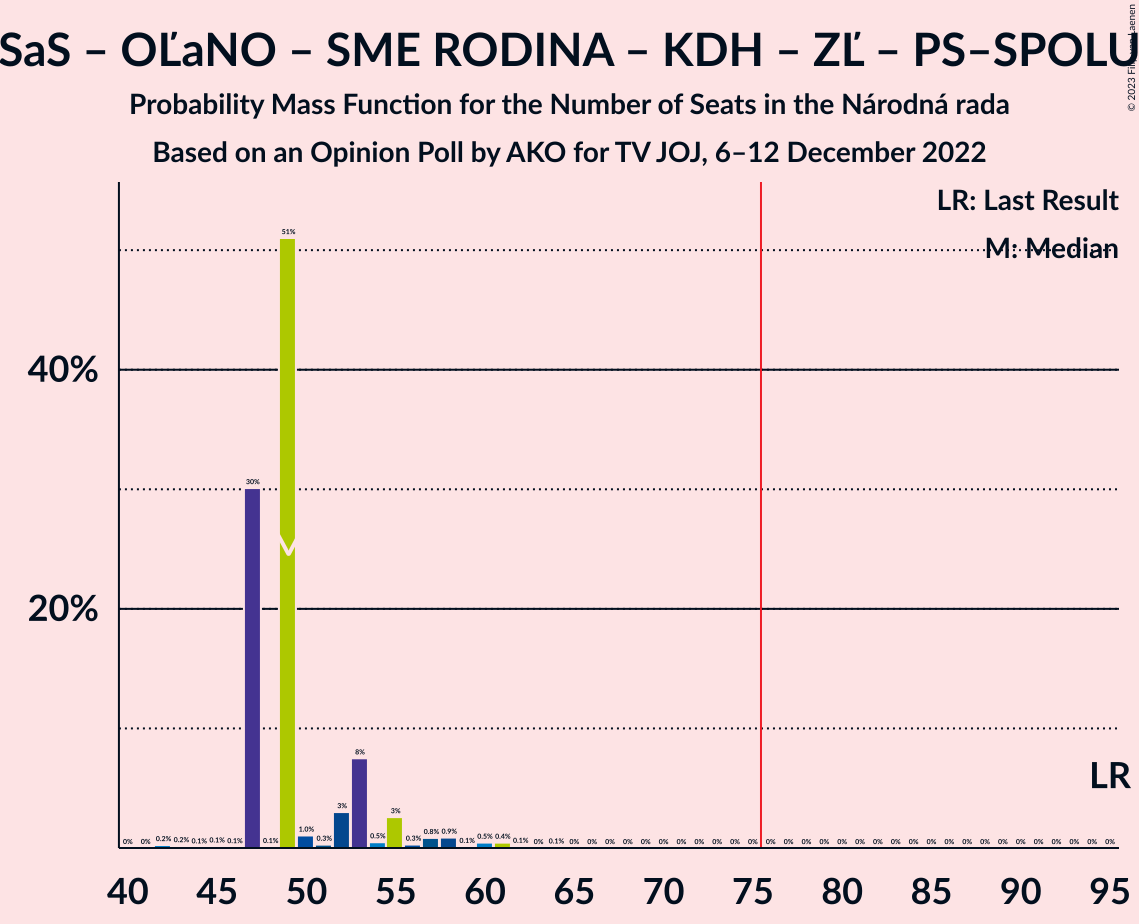 SaS – OĽaNO – SME RODINA – KDH – ZĽ – PS–SPOLU
Probability Mass Function for the Number of Seats in the Národná rada
Based on an Opinion Poll by AKO for TV JOJ, 6–12 December 2022
LR: Last Result
M: Median
51%
40%
30%
20%
8%
3% 3%
1.0% 0.3% 0.5% 0.3% 0.8% 0.9% 0.1% 0.5% 0.4% 0.1%
0% 0% 0.2% 0.2% 0.1% 0.1% 0.1% 0.1% 0% 0.1% 0% 0% 0% 0% 0% 0% 0% 0% 0% 0% 0% 0% 0% 0% 0% 0% 0% 0% 0% 0% 0% 0% 0% 0% 0% 0% 0% 0% 0% 0% 0%
LR
40 45 50 55 60 65 70 75 80 85 90 95